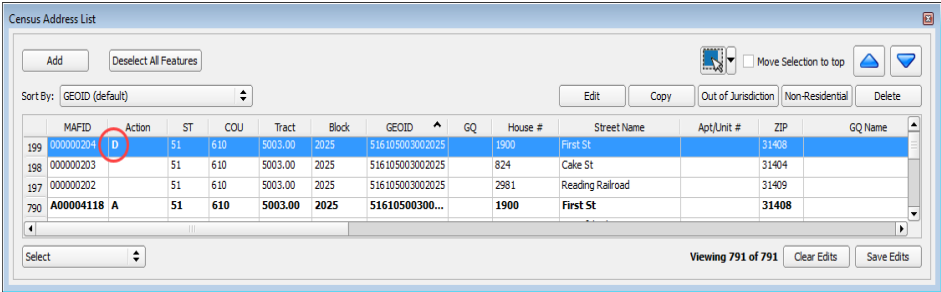 Census Address List
Add Deselect All Features Move Selection to top
Sort By: GEOID (default) Edit Copy Out of Jurisdiction Non-Residential Delete
MAFID Action ST COU Tract Block GEOID GQ House # Street Name Apt/Unit # ZIP GQ Name
199 000000204 D 51 610 5003.00 2025 516105003002025 1900 First St 31408
198 000000203 51 610 5003.00 2025 516105003002025 824 Cake St 31404
197 000000202 51 610 5003.00 2025 516105003002025 2981 Reading Railroad 31409
790 A00004118 A 51 610 5003.00 2025 51610500300... 1900 First St 31408
Select Viewing 791 of 791 Clear Edits Save Edits